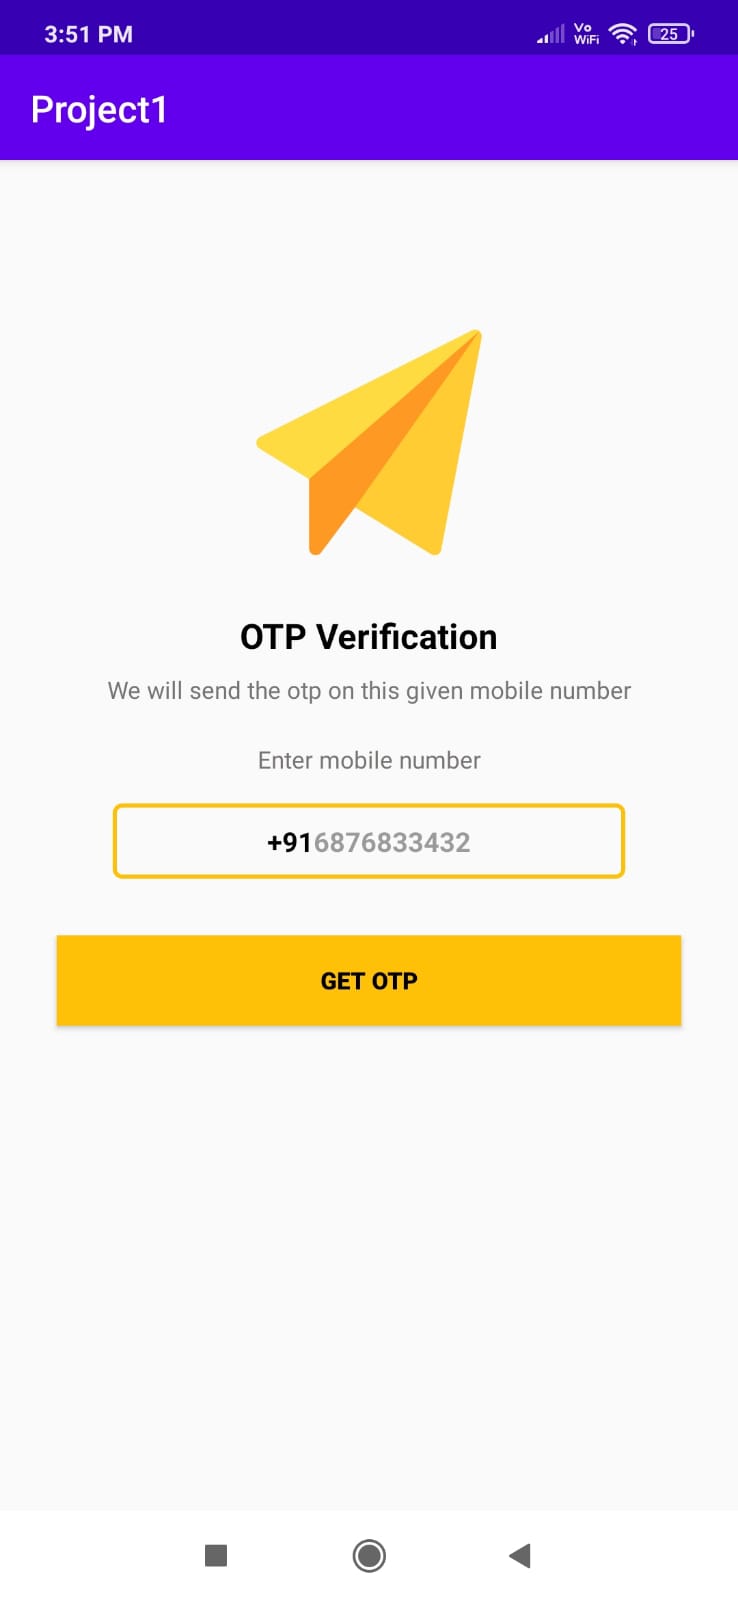 3:51 PM
Vo
WiFi
25
Project1
OTP Verification
We will send the otp on this given mobile number
Enter mobile number
+916876833432
GET OTP